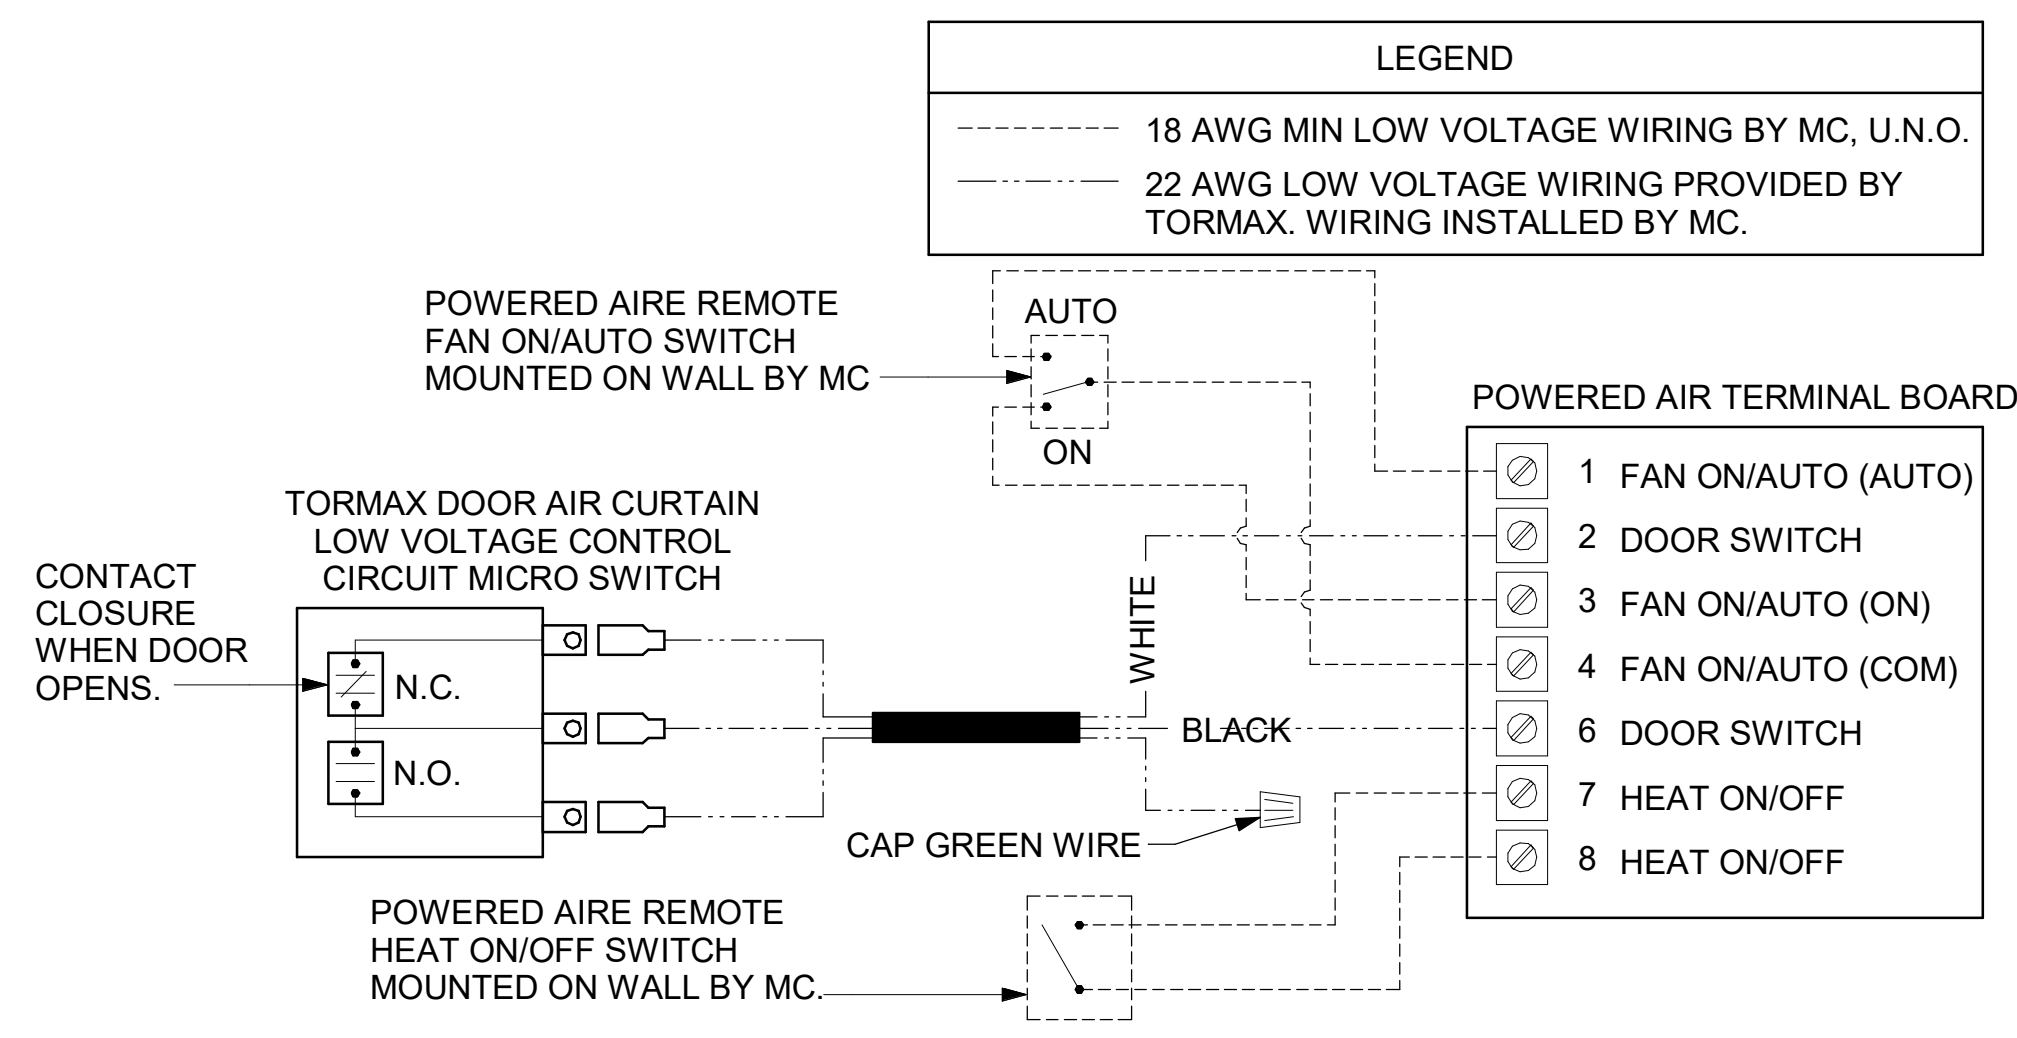 LEGEND
18 AWG MIN LOW VOLTAGE WIRING BY MC, U.N.O.
22 AWG LOW VOLTAGE WIRING PROVIDED BY
TORMAX. WIRING INSTALLED BY MC.
POWERED AIRE REMOTE
FAN ON/AUTO SWITCH
MOUNTED ON WALL BY MC
AUTO
ON
POWERED AIR TERMINAL BOARD
1 FAN ON/AUTO (AUTO)
2 DOOR SWITCH
3 FAN ON/AUTO (ON)
4 FAN ON/AUTO (COM)
6 DOOR SWITCH
7 HEAT ON/OFF
8 HEAT ON/OFF
TORMAX DOOR AIR CURTAIN
LOW VOLTAGE CONTROL
CIRCUIT MICRO SWITCH
CONTACT
CLOSURE
WHEN DOOR
OPENS.
N.C.
N.O.
WHITE
BLACK
CAP GREEN WIRE
POWERED AIRE REMOTE
HEAT ON/OFF SWITCH
MOUNTED ON WALL BY MC.